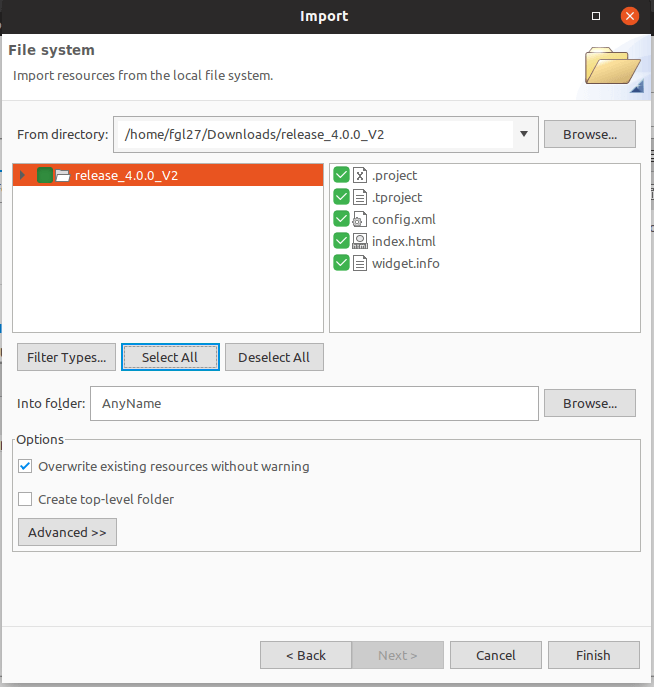 Import
File system
Import resources from the local file system.
From directory: /home/fgl27/Downloads/release_4.0.0_V2 Browse...
release_4.0.0_V2
.project
.tproject
config.xml
index.html
widget.info
Filter Types... Select All Deselect All
Into folder: AnyName Browse...
Options
Overwrite existing resources without warning
Create top-level folder
Advanced >>
< Back Next > Cancel Finish